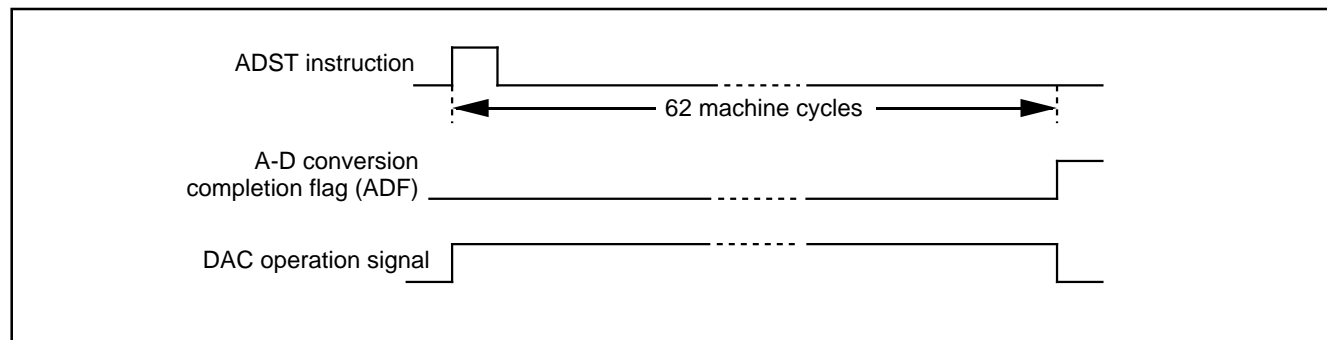 ADST instruction
62 machine cycles
A-D conversion
completion flag (ADF)
DAC operation signal